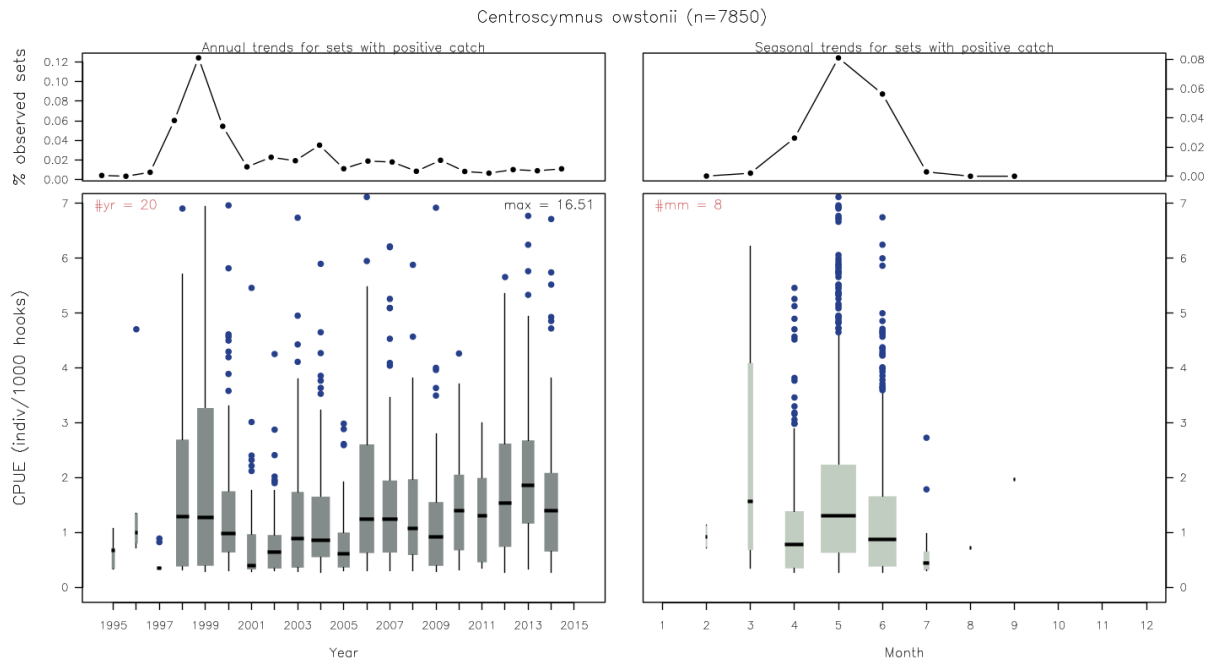 Centroscymnus owstonii (n=7850)
Annual trends for sets with positive catch
Seasonal trends for sets with positive catch
% observed sets
0.12
0.10
0.08
0.06
0.04
0.02
0.00
0.08
0.06
0.04
0.02
0.00
CPUE (indiv/1000 hooks)
#yr = 20
max = 16.51
7
6
5
4
3
2
1
0
1995 1997 1999 2001 2003 2005 2007 2009 2011 2013 2015
Year
#mm = 8
7
6
5
4
3
2
1
0
1 2 3 4 5 6 7 8 9 10 11 12
Month